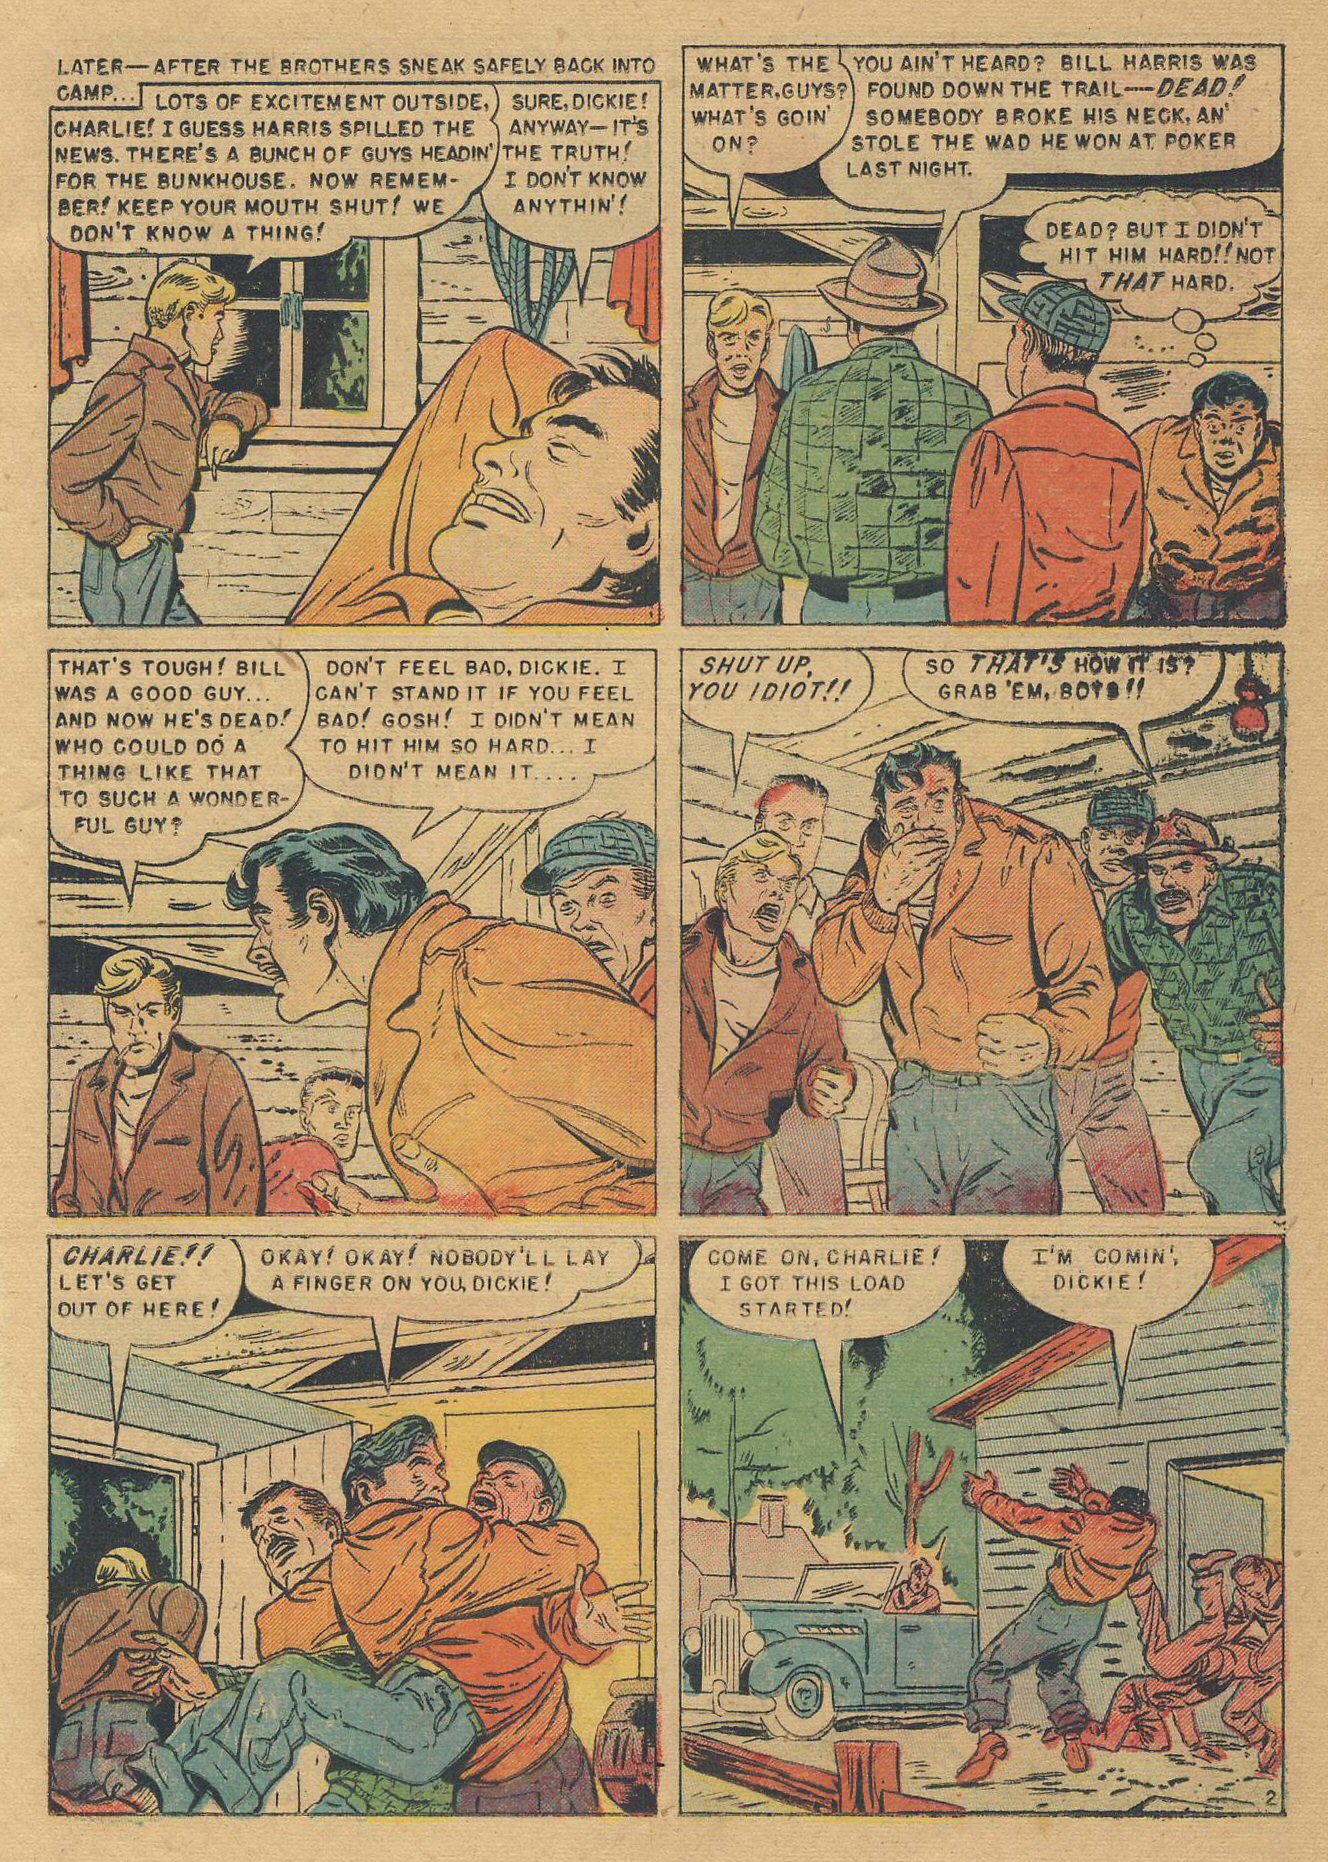 LATER—AFTER THE BROTHERS SNEAK SAFELY BACK INTO
CAMP...
LOTS OF EXCITEMENT OUTSIDE,
CHARLIE! I GUESS HARRIS SPILLED THE
NEWS. THERE'S A BUNCH OF GUYS HEADIN'
FOR THE BUNKHOUSE. NOW REMEM-
BER! KEEP YOUR MOUTH SHUT! WE
DON'T KNOW A THING!
SURE, DICKIE!
ANYWAY—IT'S
THE TRUTH!
I DON'T KNOW
ANYTHIN'!
WHAT'S THE
MATTER, GUYS?
WHAT'S GOIN'
ON?
YOU AIN'T HEARD? BILL HARRIS WAS
FOUND DOWN THE TRAIL—DEAD!
SOMEBODY BROKE HIS NECK, AN'
STOLE THE WAD HE WON AT POKER
LAST NIGHT.
DEAD? BUT I DIDN'T
HIT HIM HARD!! NOT
THAT HARD.
THAT'S TOUGH! BILL
WAS A GOOD GUY...
AND NOW HE'S DEAD!
WHO COULD DO A
THING LIKE THAT
TO SUCH A WONDER-
FUL GUY?
DON'T FEEL BAD, DICKIE. I
CAN'T STAND IT IF YOU FEEL
BAD! GOSH! I DIDN'T MEAN
TO HIT HIM SO HARD... I
DIDN'T MEAN IT....
SHUT UP,
YOU IDIOT!!
SO THAT'S HOW IT IS?
GRAB 'EM, BOYS!!
CHARLIE!!
LET'S GET
OUT OF HERE!
OKAY! OKAY! NOBODY'LL LAY
A FINGER ON YOU, DICKIE!
COME ON, CHARLIE!
I GOT THIS LOAD
STARTED!
I'M COMIN',
DICKIE!
2